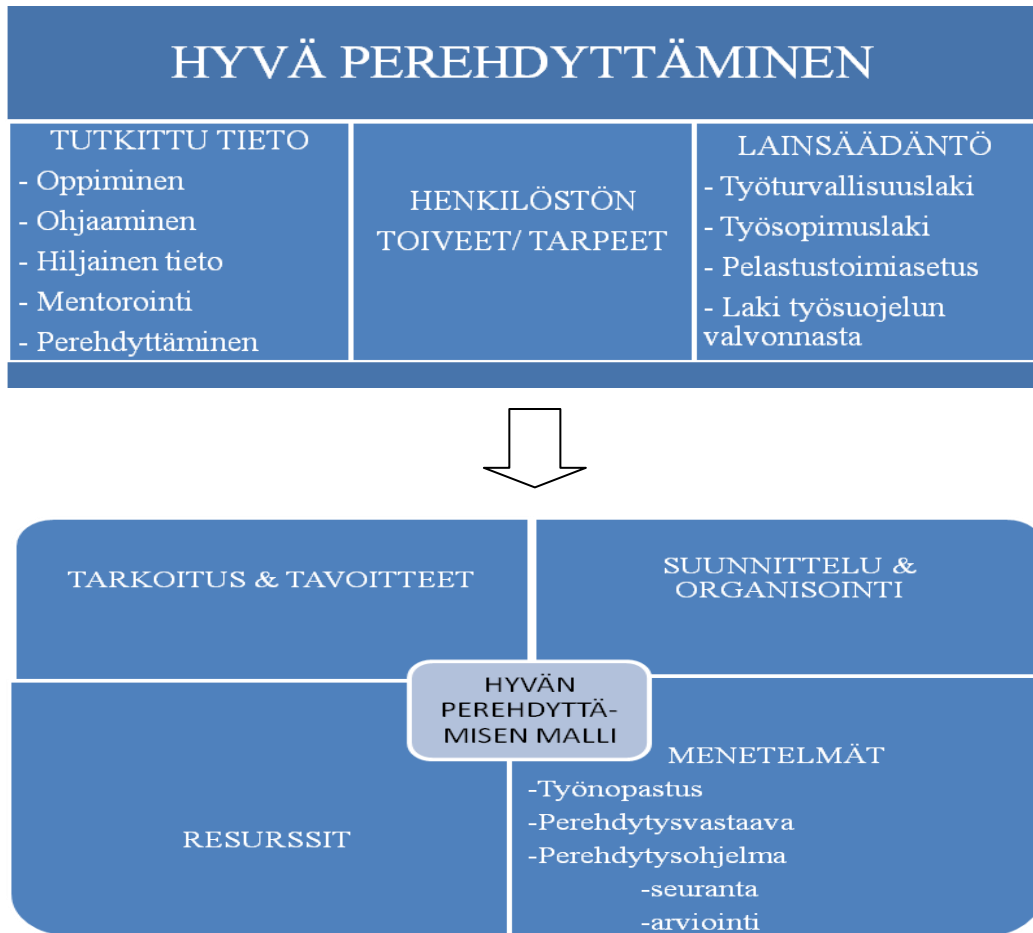 HYVÄ PEREHDYTTÄMINEN
TUTKITTU TIETO
- Oppiminen
- Ohjaaminen
- Hiljainen tieto
- Mentorointi
- Perehdyttäminen
HENKILÖSTÖN
TOIVEET/ TARPEET
LAINSÄÄDÄNTÖ
- Työturvallisuuslaki
- Työsopimuslaki
- Pelastustoimiasetus
- Laki työsuojelun
valvonnasta
TARKOITUS & TAVOITTEET
SUUNNITTELU &
ORGANISOINTI
HYVÄN
PEREHDYTTÄ-
MISEN MALLI
RESURSSIT
MENETELMÄT
-Työnopastus
-Perehdytysvastaava
-Perehdytysohjelma
-seuranta
-arviointi